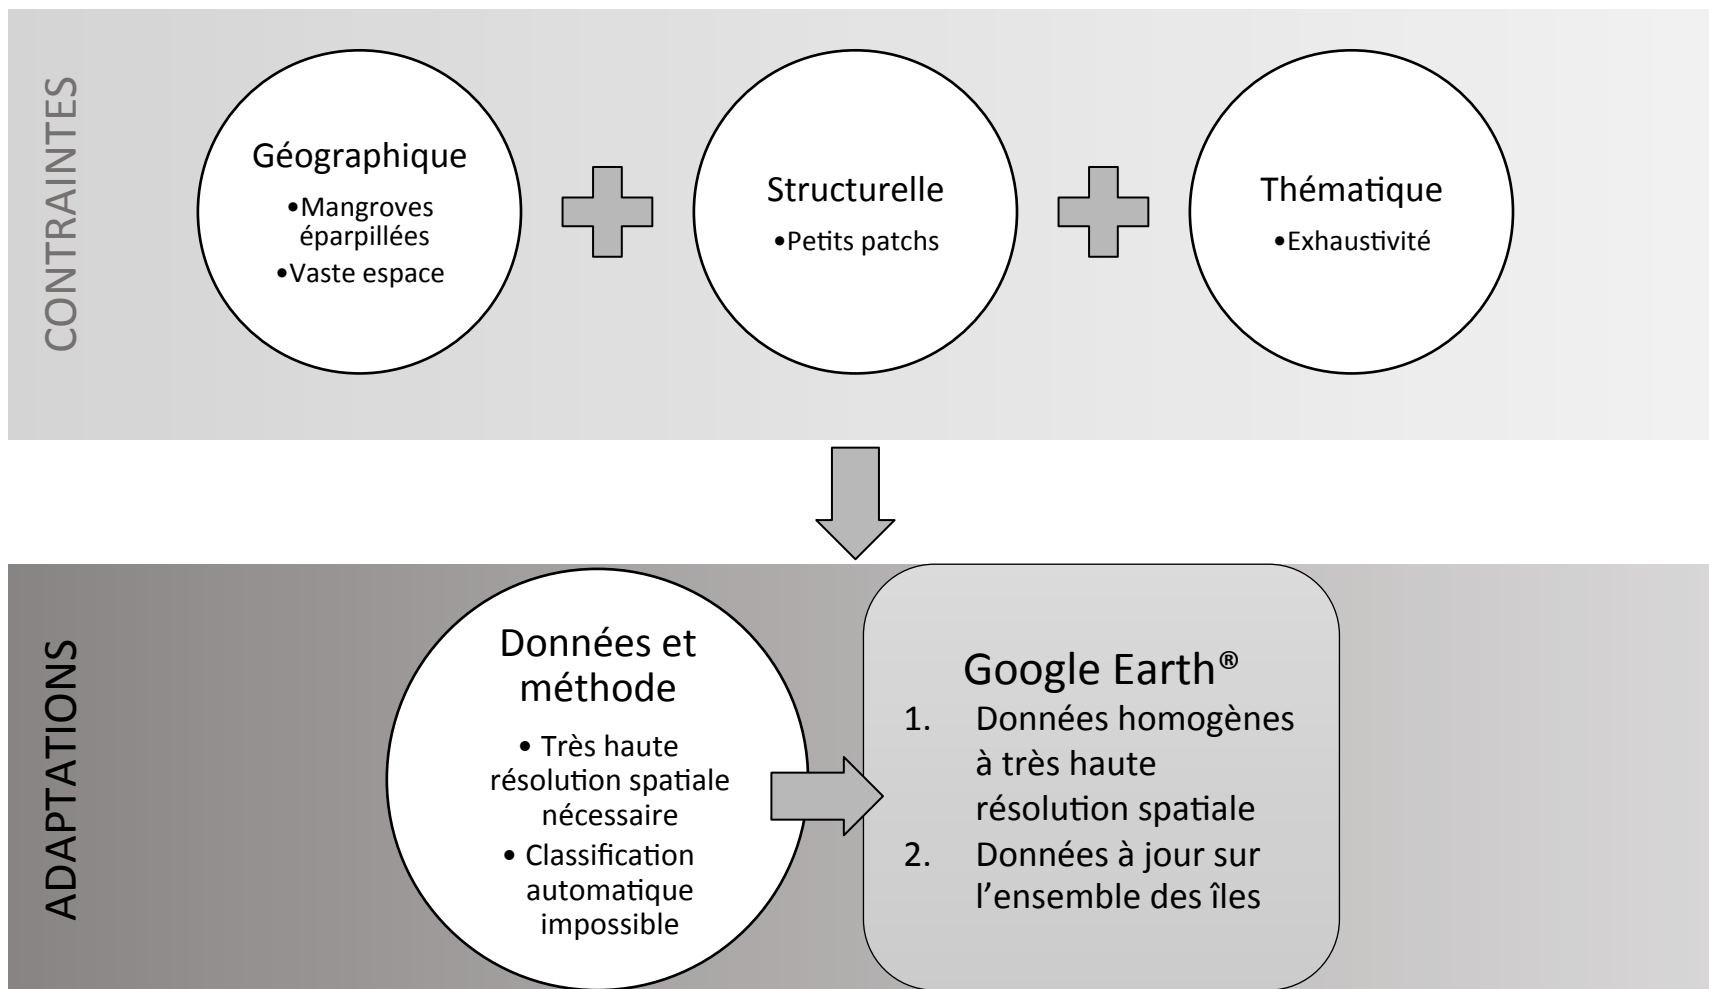 CONTRAINTES
Géographique
•Mangroves
éparpillées
•Vaste espace
Structurelle
•Petits patchs
Thématique
•Exhaustivité
ADAPTATIONS
Données et
méthode
• Très haute
résolution spatiale
nécessaire
• Classification
automatique
impossible
Google Earth®
1. Données homogènes
à très haute
résolution spatiale
2. Données à jour sur
l’ensemble des îles